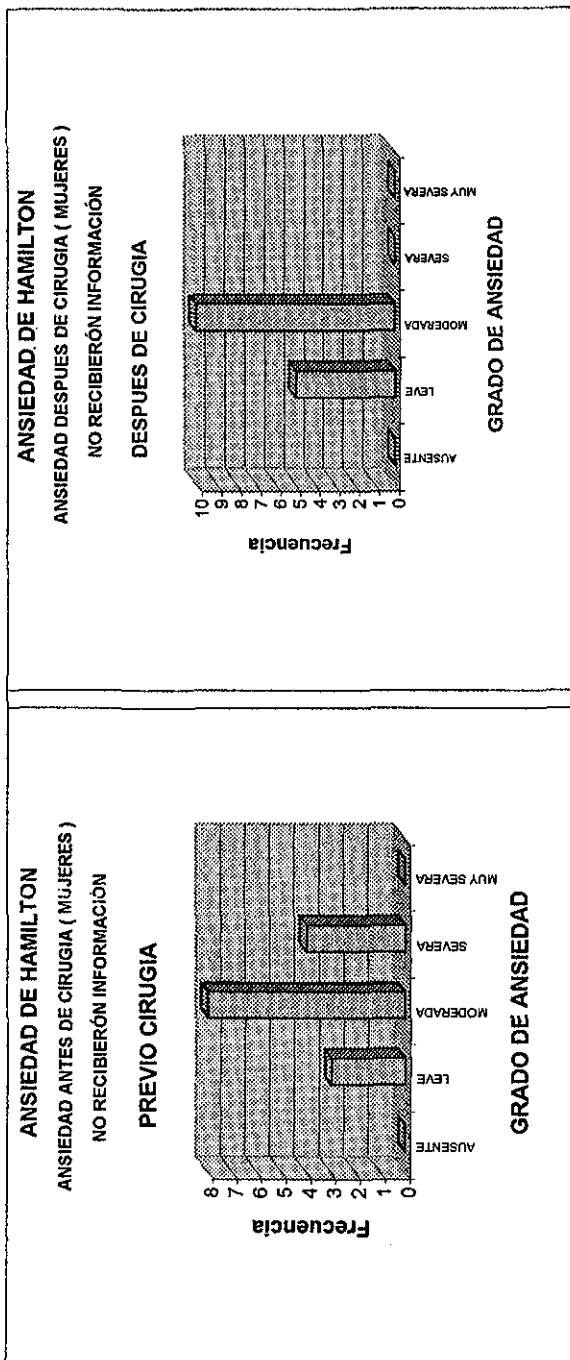 ANSIEDAD DE HAMILTON
ANSIEDAD ANTES DE CIRUGIA ( MUJERES )
NO RECIBIERÓN INFORMACIÓN
PREVIO CIRUGIA
Frecuencia
8
7
6
5
4
3
2
1
0
AUSENTE
LEVE
MODERADA
SEVERA
MUY SEVERA
GRADO DE ANSIEDAD
ANSIEDAD DE HAMILTON
ANSIEDAD DESPUES DE CIRUGIA ( MUJERES )
NO RECIBIERÓN INFORMACIÓN
DESPUES DE CIRUGIA
Frecuencia
10
9
8
7
6
5
4
3
2
1
0
AUSENTE
LEVE
MODERADA
SEVERA
MUY SEVERA
GRADO DE ANSIEDAD